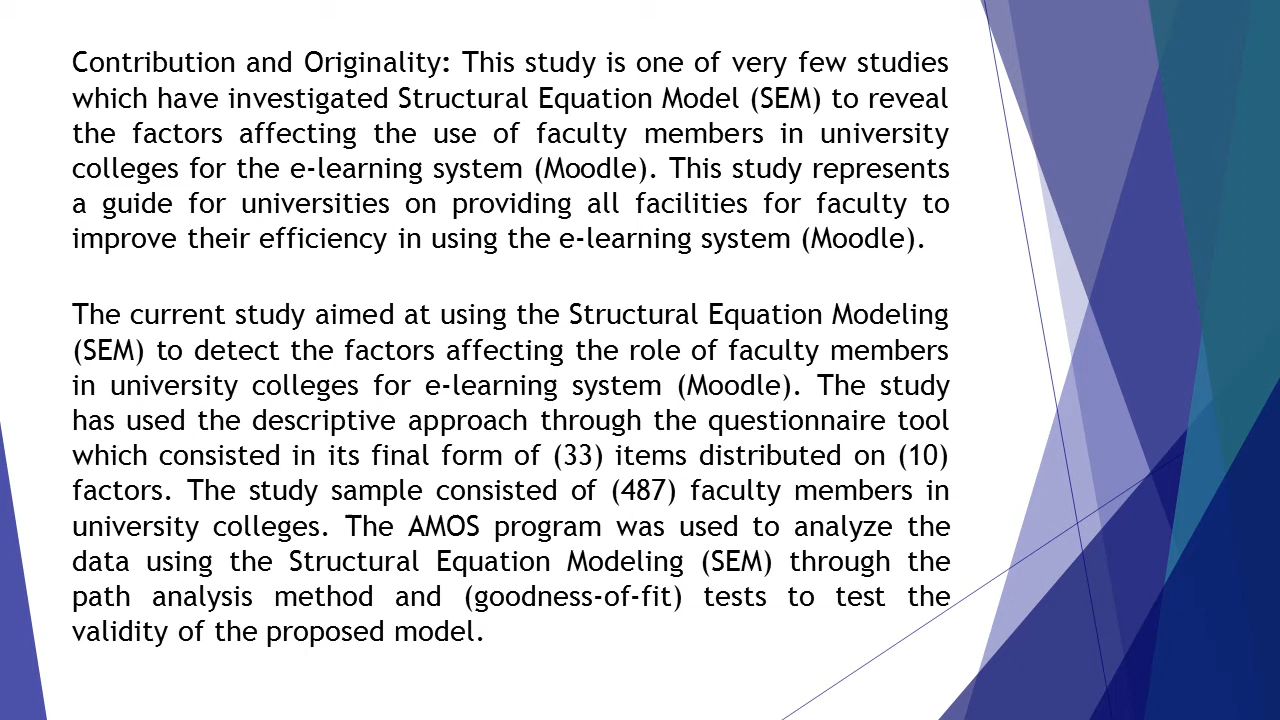 Contribution and Originality: This study is one of very few studies
which have investigated Structural Equation Model (SEM) to reveal
the factors affecting the use of faculty members in university
colleges for the e-learning system (Moodle). This study represents
a guide for universities on providing all facilities for faculty to
improve their efficiency in using the e-learning system (Moodle).
The current study aimed at using the Structural Equation Modeling
(SEM) to detect the factors affecting the role of faculty members
in university colleges for e-learning system (Moodle). The study
has used the descriptive approach through the questionnaire tool
which consisted in its final form of (33) items distributed on (10)
factors. The study sample consisted of (487) faculty members in
university colleges. The AMOS program was used to analyze the
data using the Structural Equation Modeling (SEM) through the
path analysis method and (goodness-of-fit) tests to test the
validity of the proposed model.